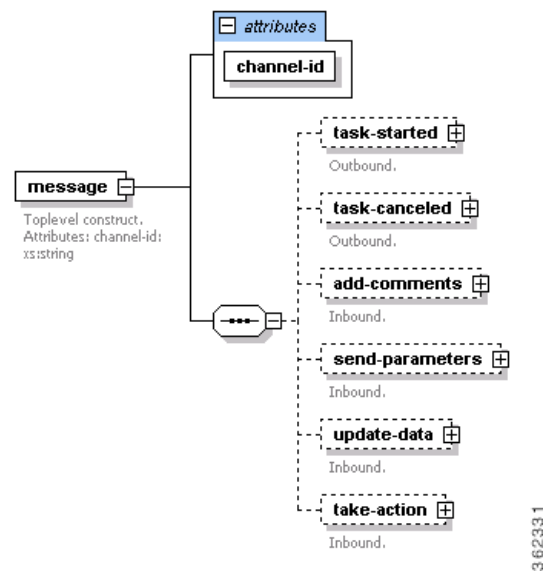 attributes
channel-id
message
Toplevel construct.
Attributes: channel-id:
xs:string
task-started
Outbound.
task-canceled
Outbound.
add-comments
Inbound.
send-parameters
Inbound.
update-data
Inbound.
take-action
Inbound.
362331